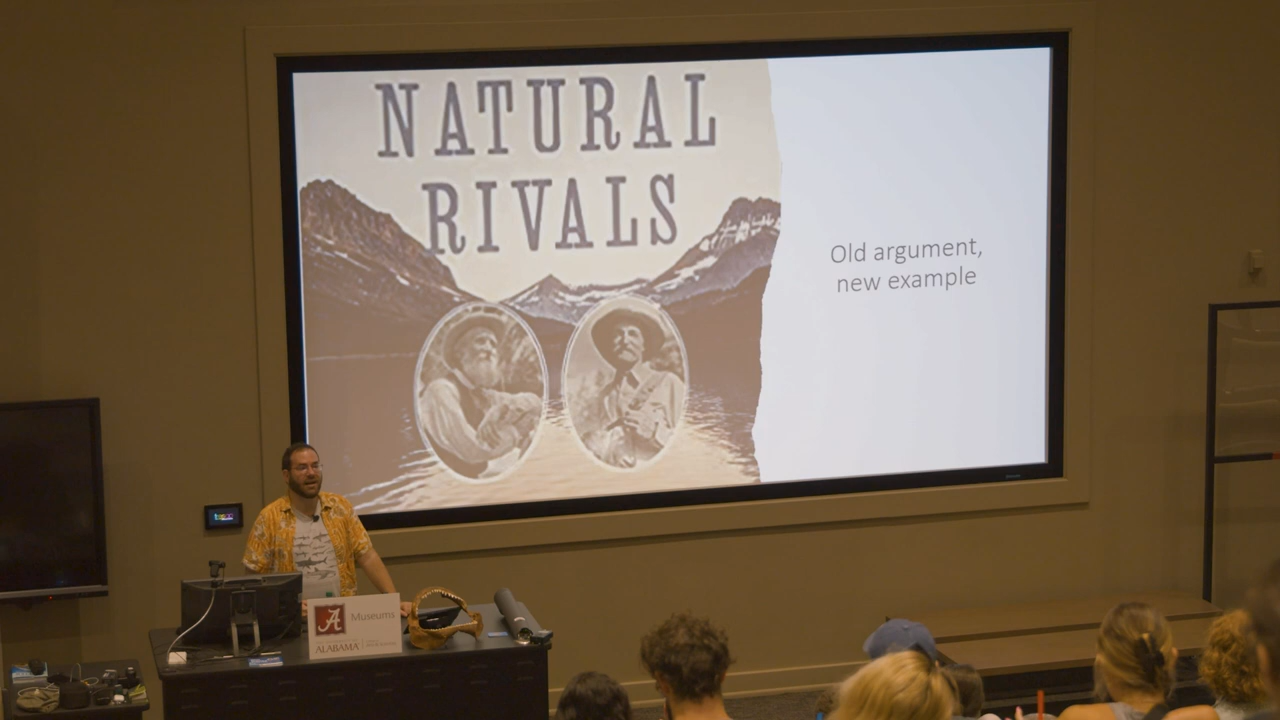 NATURAL
RIVALS
Old argument,
new example
A
Museums
ALABAMA